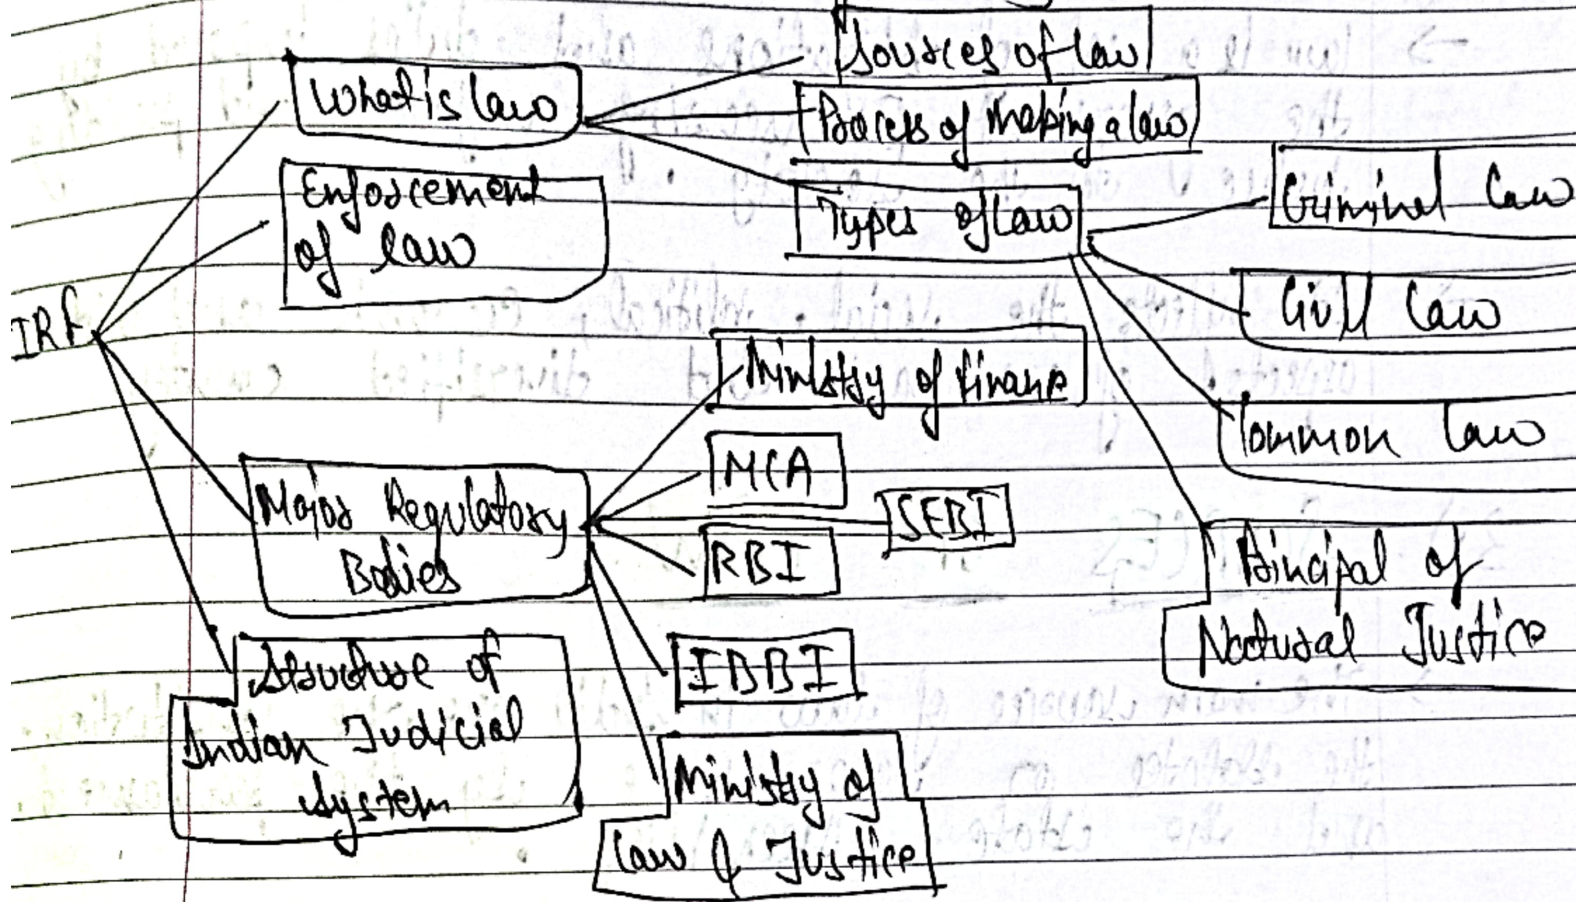 Sources of law
What is law
Process of making a law
Enforcement
of law
Types of law
Criminal law
Civil law
IRF
Ministry of finance
Common law
MCA
Major Regulatory
Bodies
SEBI
RBI
Principal of
Natural Justice
Structure of
Indian Judicial
System
IBBI
Ministry of
law & Justice